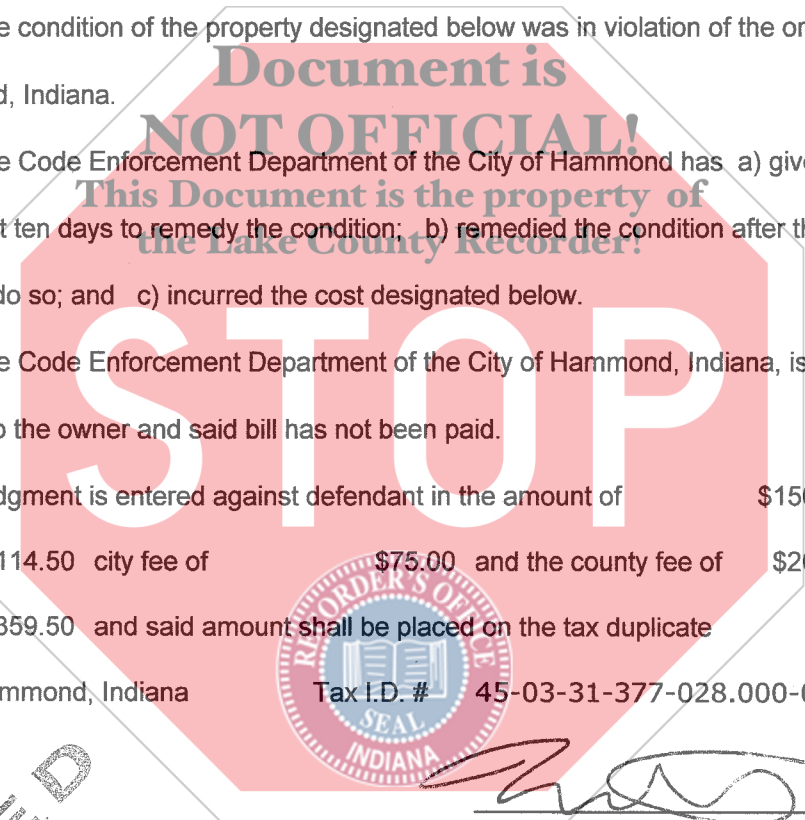 e condition of the property designated below was in violation of the or
Document is
d, Indiana.
NOT OFFICIAL!
e Code Enforcement Department of the City of Hammond has a) give
This Document is the property of
t ten days to remedy the condition; b) remedied the condition after th
the Lake County Recorder!
do so; and c) incurred the cost designated below.
STOP
e Code Enforcement Department of the City of Hammond, Indiana, is
o the owner and said bill has not been paid.
dgment is entered against defendant in the amount of $150
114.50 city fee of $75.00 and the county fee of $20
RECORDER'S OFFICE
359.50 and said amount shall be placed on the tax duplicate
mmond, Indiana Tax I.D. # 45-03-31-377-028.000-0
SEAL
INDIANA
ED